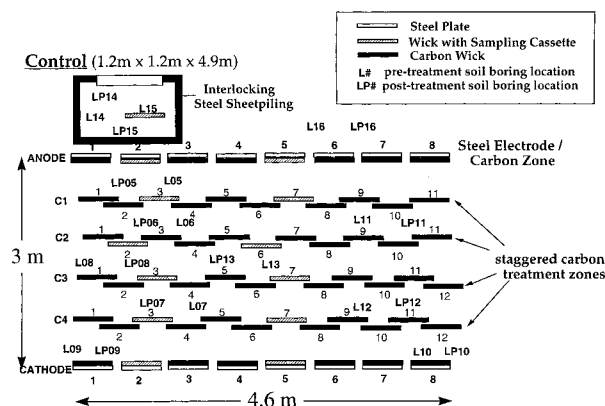 Steel Plate
Wick with Sampling Cassette
Carbon Wick
L# pre-treatment soil boring location
LP# post-treatment soil boring location
Control (1.2m x 1.2m x 4.9m)
Interlocking
Steel Sheetpiling
LP14
L14 L15
LP15
L16 LP16
1 2 3 4 5 6 7 8
ANODE
Steel Electrode /
Carbon Zone
LP05 L05
C1 1 3 5 7 9 11
2 4 6 8 10
LP06 L06 L11 LP11
C2 1 3 5 7 9 11
2 4 6 8 10
staggered carbon
treatment zones
3 m
L08 LP08 LP13 L13
C3 1 3 5 7 9 11
2 4 6 8 10 12
LP07 L07 L12 LP12
C4 1 3 5 7 9 11
2 4 6 8 10 12
L09 LP09 L10 LP10
CATHODE
1 2 3 4 5 6 7 8
4.6 m